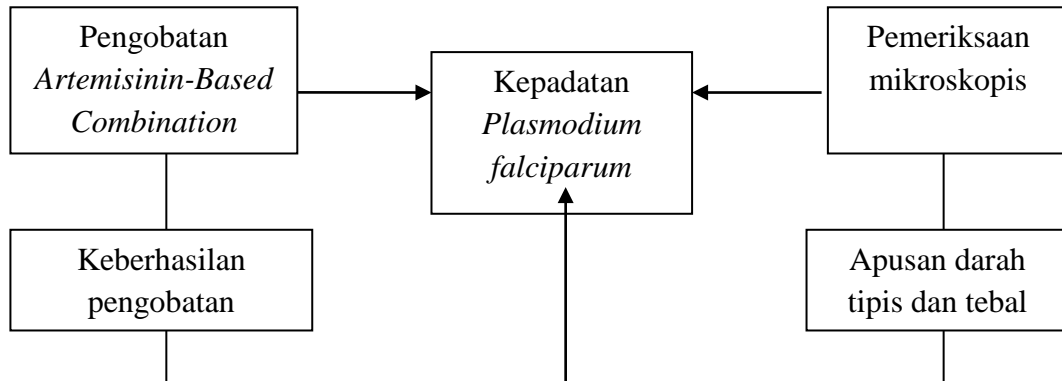 Pengobatan
Artemisinin-Based
Combination
Kepadatan
Plasmodium
falciparum
Pemeriksaan
mikroskopis
Keberhasilan
pengobatan
Apusan darah
tipis dan tebal